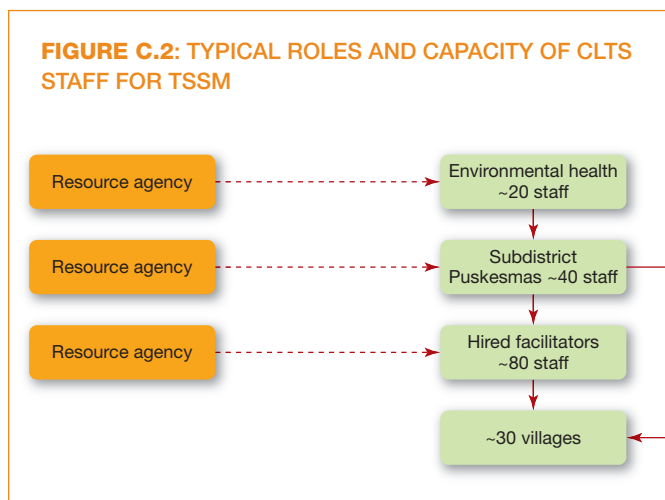 FIGURE C.2: TYPICAL ROLES AND CAPACITY OF CLTS
STAFF FOR TSSM
Resource agency
Environmental health
~20 staff
Resource agency
Subdistrict
Puskesmas ~40 staff
Resource agency
Hired facilitators
~80 staff
~30 villages